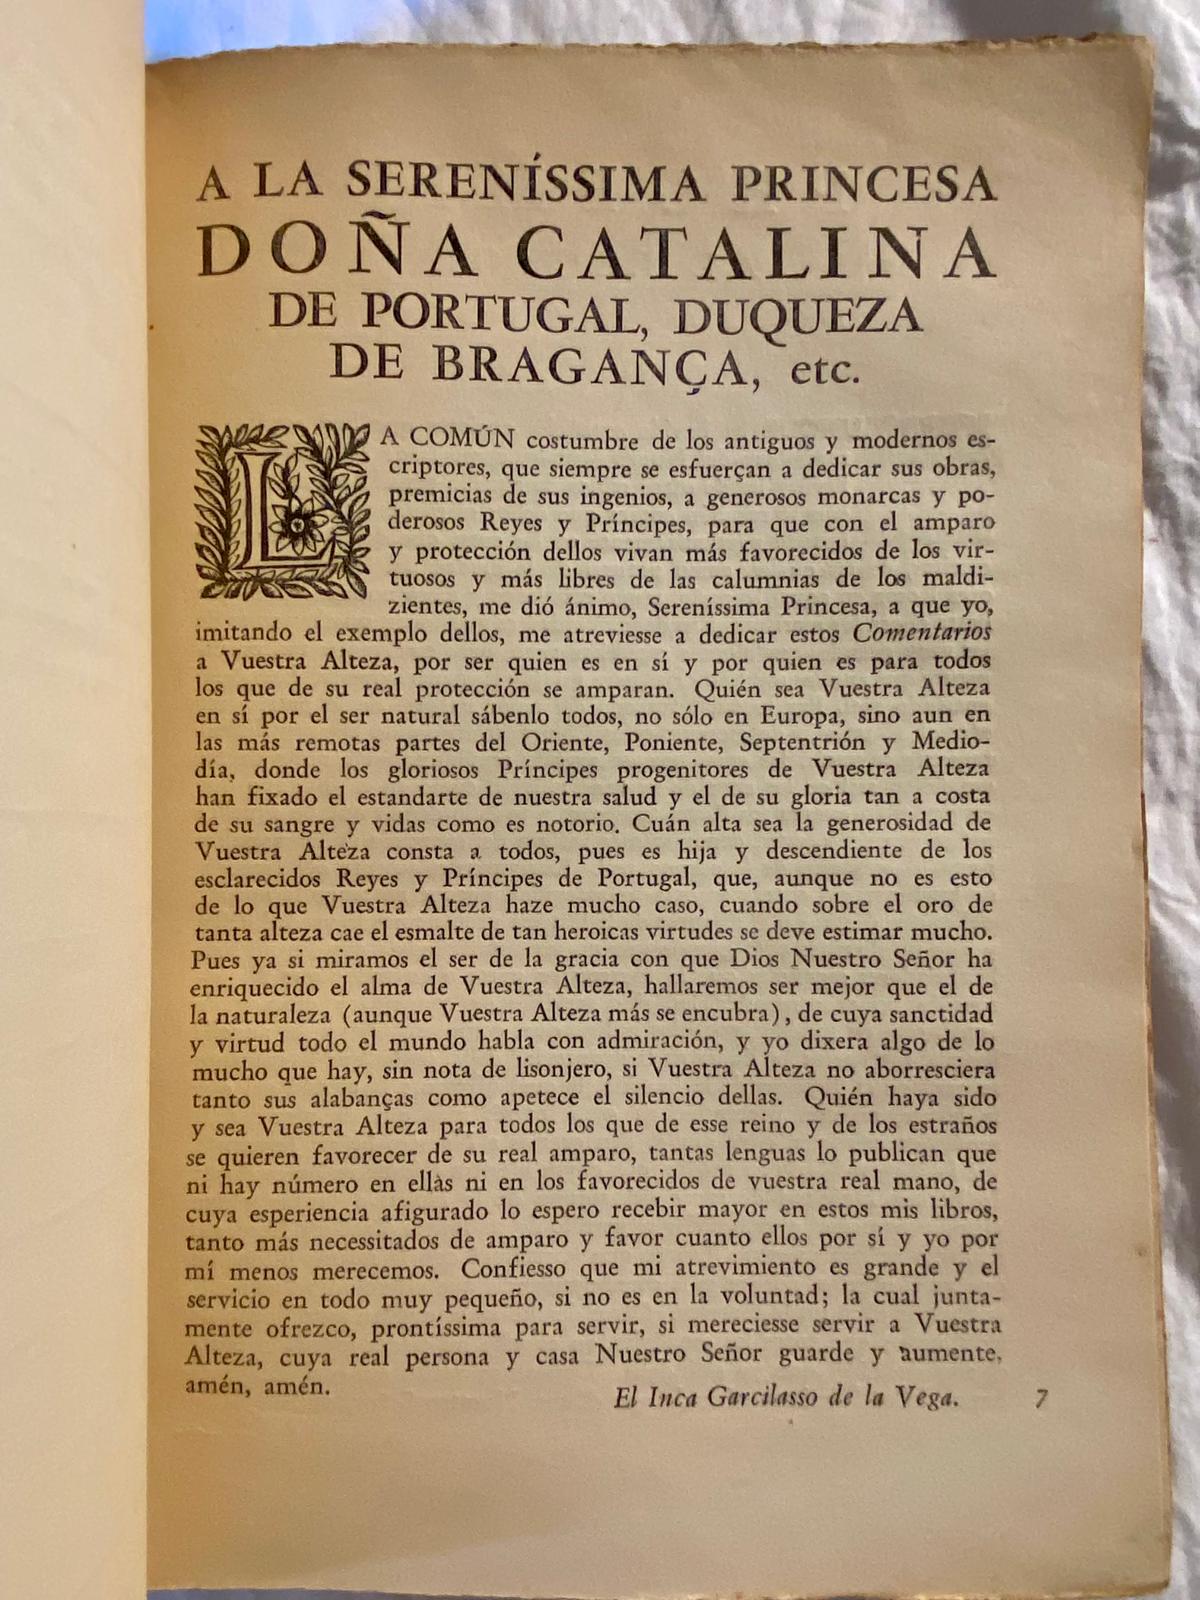 A LA SERENÍSSIMA PRINCESA
DOÑA CATALINA
DE PORTUGAL, DUQUEZA
DE BRAGANÇA, etc.
LA COMÚN costumbre de los antiguos y modernos es-
criptores, que siempre se esfuerçan a dedicar sus obras,
premicias de sus ingenios, a generosos monarcas y po-
derosos Reyes y Príncipes, para que con el amparo
y protección dellos vivan más favorecidos de los vir-
tuosos y más libres de las calumnias de los maldi-
zientes, me dió ánimo, Sereníssima Princesa, a que yo,
imitando el exemplo dellos, me atreviesse a dedicar estos Comentarios
a Vuestra Alteza, por ser quien es en sí y por quien es para todos
los que de su real protección se amparan. Quién sea Vuestra Alteza
en sí por el ser natural sábenlo todos, no sólo en Europa, sino aun en
las más remotas partes del Oriente, Poniente, Septentrión y Medio-
día, donde los gloriosos Príncipes progenitores de Vuestra Alteza
han fixado el estandarte de nuestra salud y el de su gloria tan a costa
de su sangre y vidas como es notorio. Cuán alta sea la generosidad de
Vuestra Alteza consta a todos, pues es hija y descendiente de los
esclarecidos Reyes y Príncipes de Portugal, que, aunque no es esto
de lo que Vuestra Alteza haze mucho caso, cuando sobre el oro de
tanta alteza cae el esmalte de tan heroicas virtudes se deve estimar mucho.
Pues ya si miramos el ser de la gracia con que Dios Nuestro Señor ha
enriquecido el alma de Vuestra Alteza, hallaremos ser mejor que el de
la naturaleza (aunque Vuestra Alteza más se encubra), de cuya sanctidad
y virtud todo el mundo habla con admiración, y yo dixera algo de lo
mucho que hay, sin nota de lisonjero, si Vuestra Alteza no aborresciera
tanto sus alabanças como apetece el silencio dellas. Quién haya sido
y sea Vuestra Alteza para todos los que de esse reino y de los estraños
se quieren favorecer de su real amparo, tantas lenguas lo publican que
ni hay número en ellas ni en los favorecidos de vuestra real mano, de
cuya esperiencia afigurado lo espero recebir mayor en estos mis libros,
tanto más necessitados de amparo y favor cuanto ellos por sí y yo por
mí menos merecemos. Confiesso que mi atrevimiento es grande y el
servicio en todo muy pequeño, si no es en la voluntad; la cual junta-
mente ofrezco, prontíssima para servir, si mereciesse servir a Vuestra
Alteza, cuya real persona y casa Nuestro Señor guarde y aumente,
amén, amén.
El Inca Garcilasso de la Vega.
7